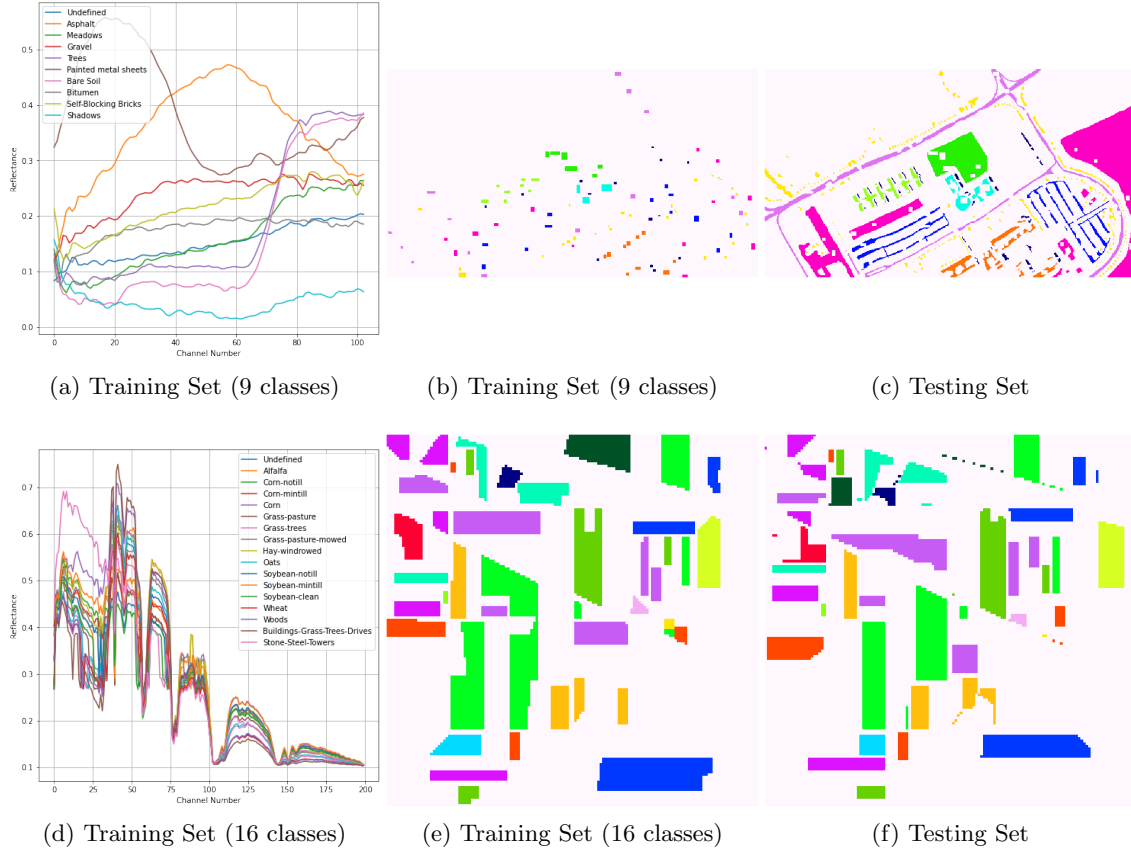 Undefined
Asphalt
Meadows
Gravel
Trees
Painted metal sheets
Bare Soil
Bitumen
Self-Blocking Bricks
Shadows
Reflectance
0.5
0.4
0.3
0.2
0.1
0.0
0 20 40 60 80 100
Channel Number
(a) Training Set (9 classes)
(b) Training Set (9 classes)
(c) Testing Set
Undefined
Alfalfa
Corn-notill
Corn-mintill
Corn
Grass-pasture
Grass-trees
Grass-pasture-mowed
Hay-windrowed
Oats
Soybean-notill
Soybean-mintill
Soybean-clean
Wheat
Woods
Buildings-Grass-Trees-Drives
Stone-Steel-Towers
Reflectance
0.7
0.6
0.5
0.4
0.3
0.2
0.1
0 25 50 75 100 125 150 175 200
Channel Number
(d) Training Set (16 classes)
(e) Training Set (16 classes)
(f) Testing Set